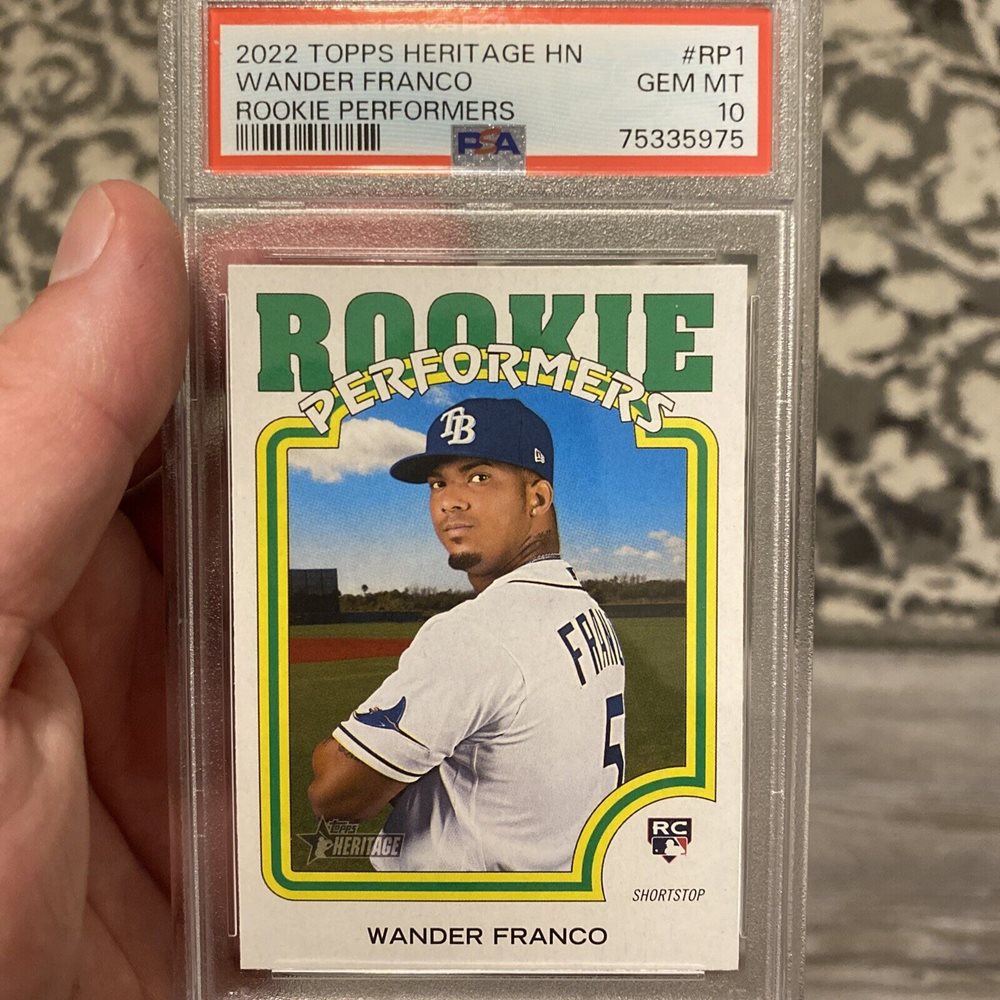 2022 TOPPS HERITAGE HN #RP1
WANDER FRANCO GEM MT
ROOKIE PERFORMERS 10
PSA 75335975
ROOKIE
PERFORMERS
TB
5
TOPPS
HERITAGE
RC
SHORTSTOP
WANDER FRANCO